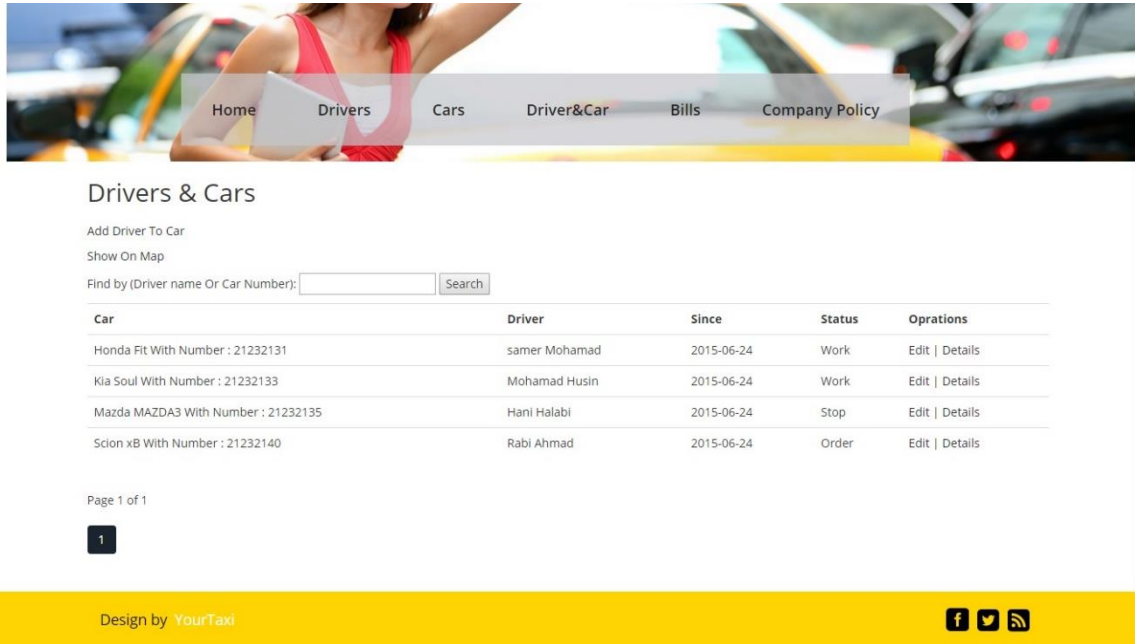 Home Drivers Cars Driver&Car Bills Company Policy
Drivers & Cars
Add Driver To Car
Show On Map
Find by (Driver name Or Car Number): Search
Car Driver Since Status Oprations
Honda Fit With Number : 21232131 samer Mohamad 2015-06-24 Work Edit | Details
Kia Soul With Number : 21232133 Mohamad Husin 2015-06-24 Work Edit | Details
Mazda MAZDA3 With Number : 21232135 Hani Halabi 2015-06-24 Stop Edit | Details
Scion xB With Number : 21232140 Rabi Ahmad 2015-06-24 Order Edit | Details
Page 1 of 1
1
Design by YourTaxi